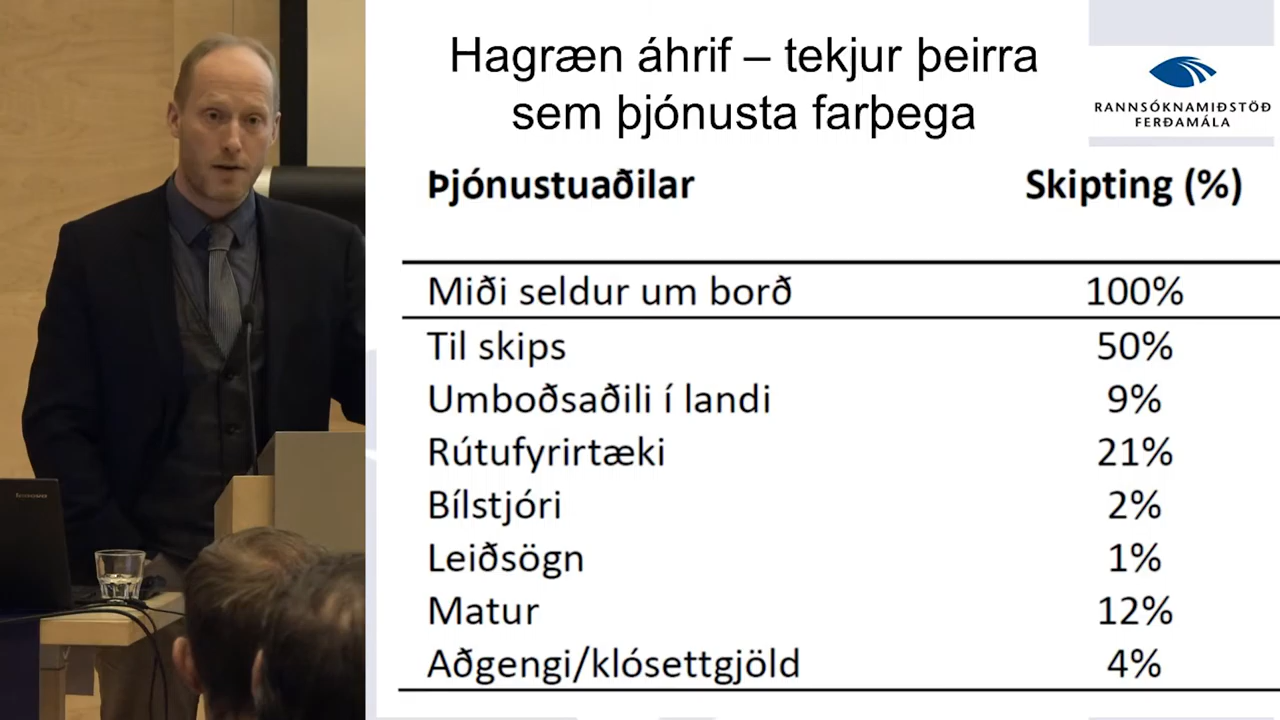 Hagræn áhrif – tekjur þeirra
sem þjónusta farþega
RANNSÓKNAMIÐSTÖÐ
FERÐAMÁLA
Þjónustuaðilar Skipting (%)
Miði seldur um borð 100%
Til skips 50%
Umboðsaðili í landi 9%
Rútufyrirtæki 21%
Bílstjóri 2%
Leiðsögn 1%
Matur 12%
Aðgengi/klósettgjöld 4%